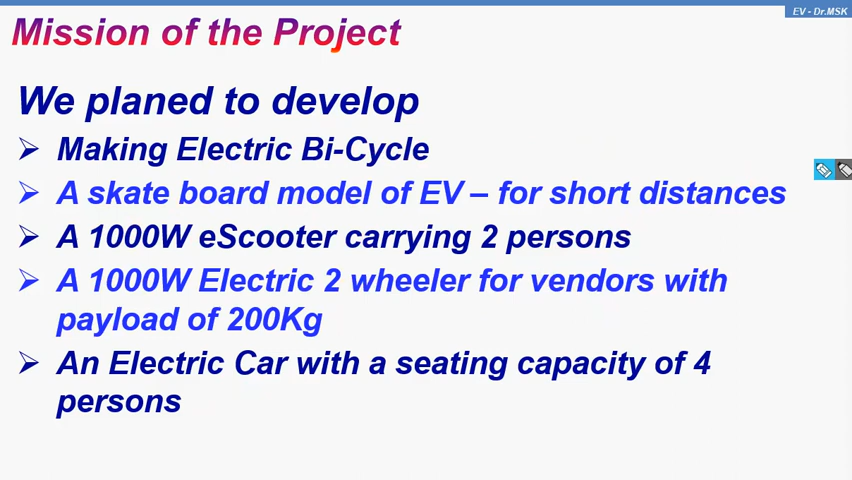 EV - Dr.MSK
Mission of the Project
We planed to develop
Making Electric Bi-Cycle
A skate board model of EV – for short distances
A 1000W eScooter carrying 2 persons
A 1000W Electric 2 wheeler for vendors with
payload of 200Kg
An Electric Car with a seating capacity of 4
persons